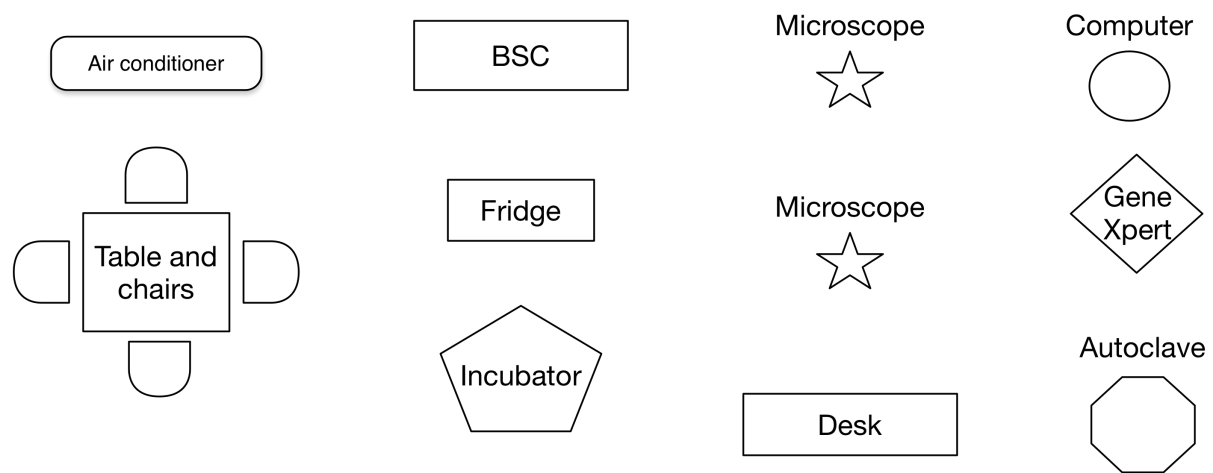 Air conditioner
BSC
Microscope
Computer
Table and
chairs
Fridge
Microscope
Gene
Xpert
Incubator
Desk
Autoclave